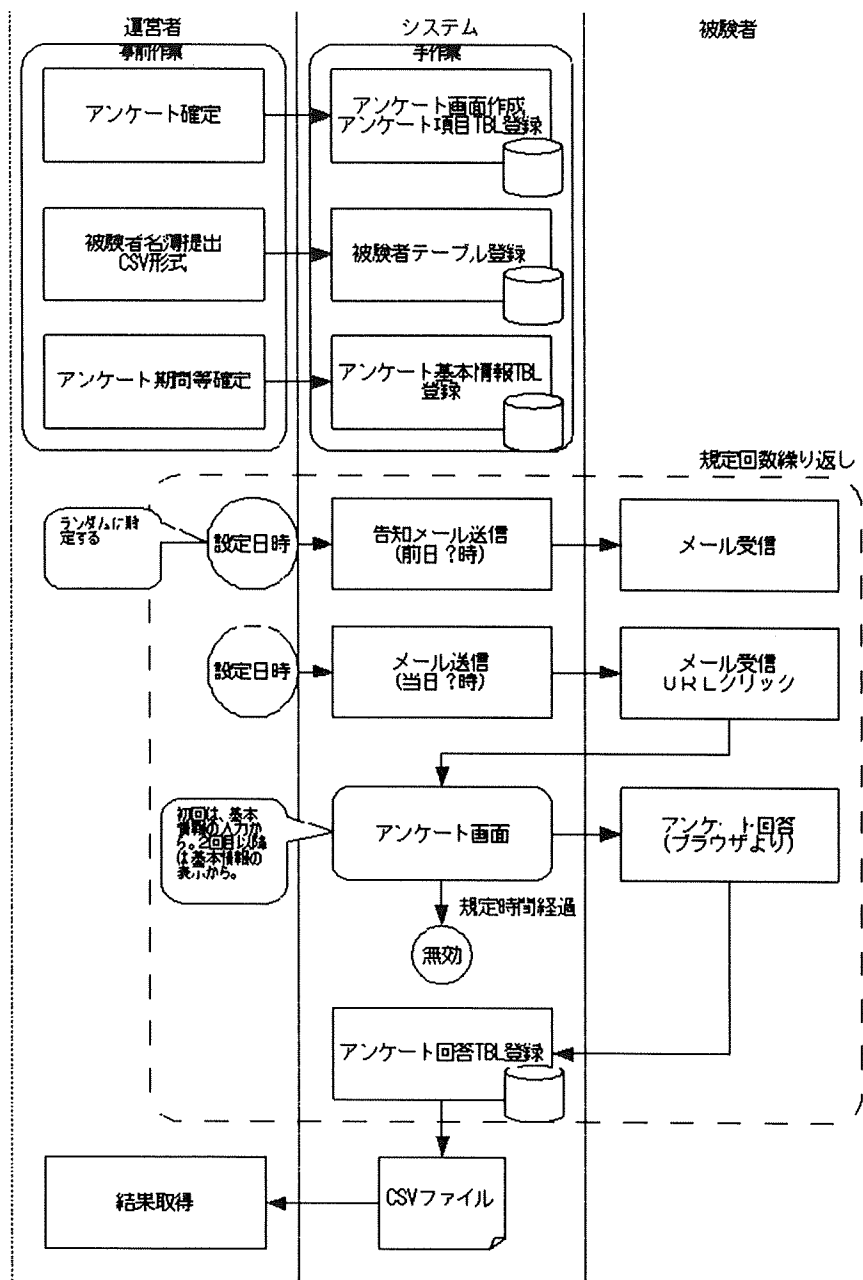 運営者
システム
被験者
事前作業
手作業
アンケート確定
アンケート画面作成
アンケート項目TBL登録
被験者名簿提出
CSV形式
被験者テーブル登録
アンケート期間等確定
アンケート基本情報TBL
登録
規定回数繰り返し
ランダムに時
定する
設定日時
告知メール送信
(前日?時)
メール受信
設定日時
メール送信
(当日?時)
メール受信
URLクリック
初回は、基本
情報の入力か
ら。2回目以降
は基本情報の
表示から。
アンケート画面
アンケート回答
(ブラウザより)
規定時間経過
無効
アンケート回答TBL登録
結果取得
CSVファイル